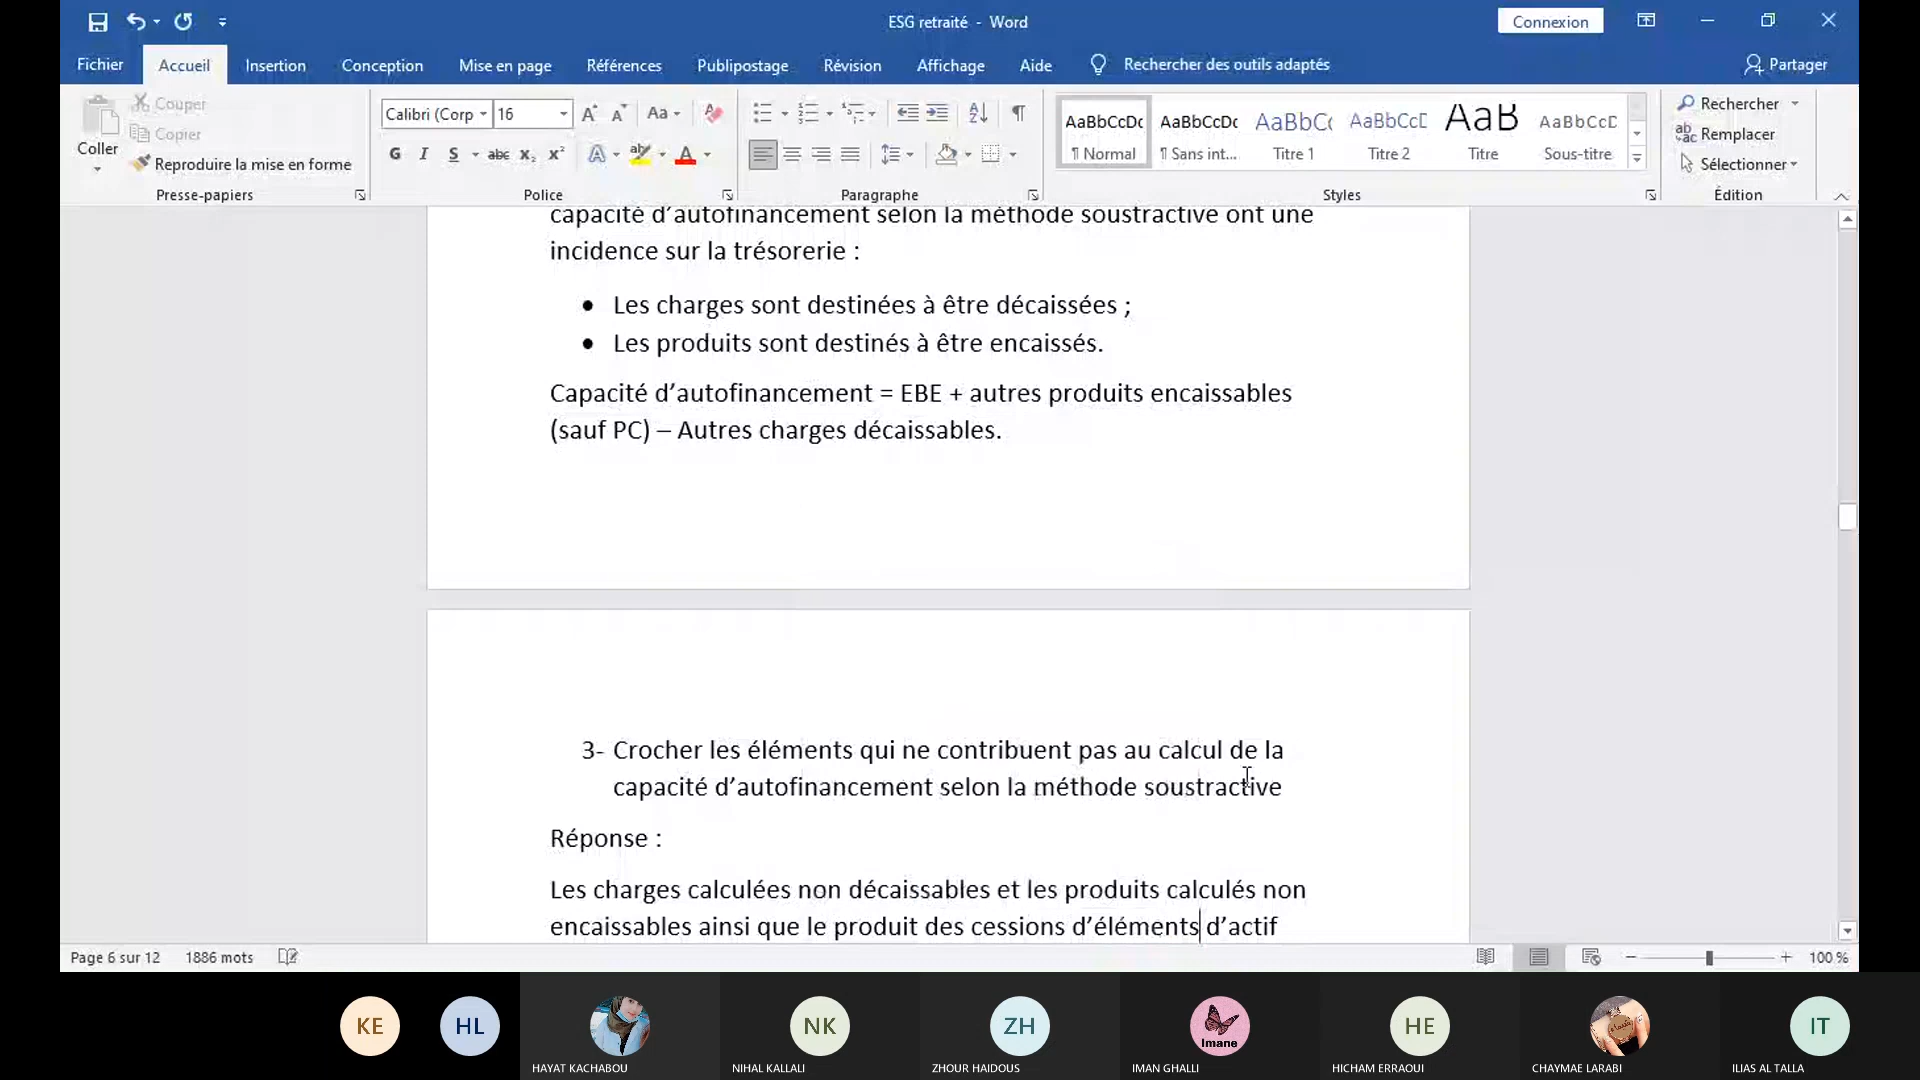 ESG retraité - Word
Connexion
Fichier
Accueil
Insertion
Conception
Mise en page
Références
Publipostage
Révision
Affichage
Aide
Rechercher des outils adaptés
Partager
Coller
Couper
Copier
Reproduire la mise en forme
Presse-papiers
Calibri (Corp
16
Aa
G I S abc x₂ x²
Police
Paragraphe
AaBbCcDc
¶ Normal
AaBbCcDc
¶ Sans int...
AaBbC
Titre 1
AaBbCcE
Titre 2
AaB
Titre
AaBbCcD
Sous-titre
Styles
Rechercher
Remplacer
Sélectionner
Édition
capacité d’autofinancement selon la méthode soustractive ont une
incidence sur la trésorerie :
• Les charges sont destinées à être décaissées ;
• Les produits sont destinés à être encaissés.
Capacité d’autofinancement = EBE + autres produits encaissables
(sauf PC) – Autres charges décaissables.
3- Crocher les éléments qui ne contribuent pas au calcul de la
capacité d’autofinancement selon la méthode soustractive
Réponse :
Les charges calculées non décaissables et les produits calculés non
encaissables ainsi que le produit des cessions d’éléments d’actif
Page 6 sur 12
1886 mots
100 %
KE
HL
HAYAT KACHABOU
NK
NIHAL KALLALI
ZH
ZHOUR HAIDOUS
Imane
IMAN GHALLI
HE
HICHAM ERRAOUI
CHAYMAE LARABI
IT
ILIAS AL TALLA